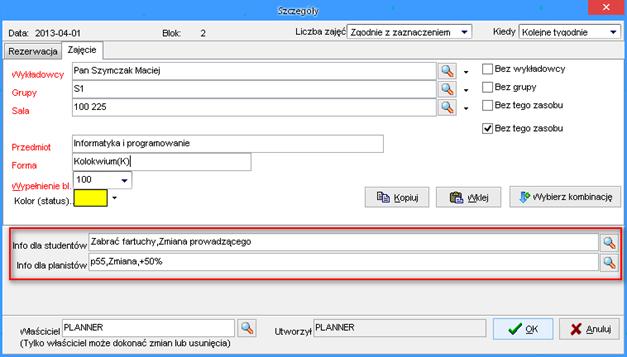 Szczegóły
Data: 2013-04-01 Blok: 2 Liczba zajęć Zgodnie z zaznaczeniem Kiedy Kolejne tygodnie
Rezerwacja Zajęcie
Wykładowcy Pan Szymczak Maciej Bez wykładowcy
Grupy S1 Bez grupy
Sala 100 225 Bez tego zasobu
Bez tego zasobu
Przedmiot Informatyka i programowanie
Forma Kolokwium(K)
Wypełnienie bl. 100
Kolor (status). Kopiuj Wklej Wybierz kombinację
Info dla studentów Zabrać fartuchy,Zmiana prowadzącego
Info dla planistów p55,Zmiana,+50%
Właściciel PLANNER Utworzył PLANNER OK Anuluj
(Tylko właściciel może dokonać zmian lub usunięcia)